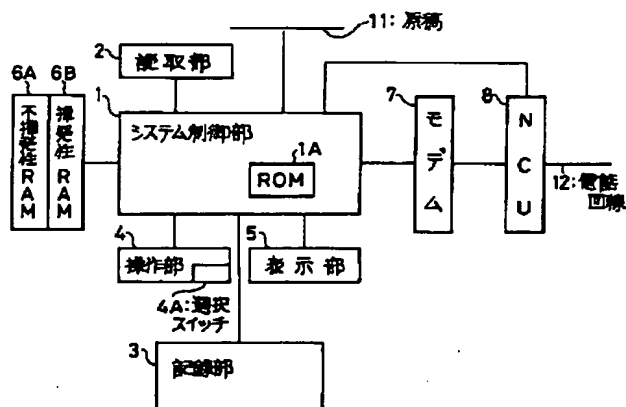 11:原稿
2
読取部
6A 6B
不揮発性RAM
揮発性RAM
1
システム制御部
1A
ROM
7
モデム
8
NCU
12:電話
回線
4
操作部
4A:選択
スイッチ
5
表示部
3
記録部